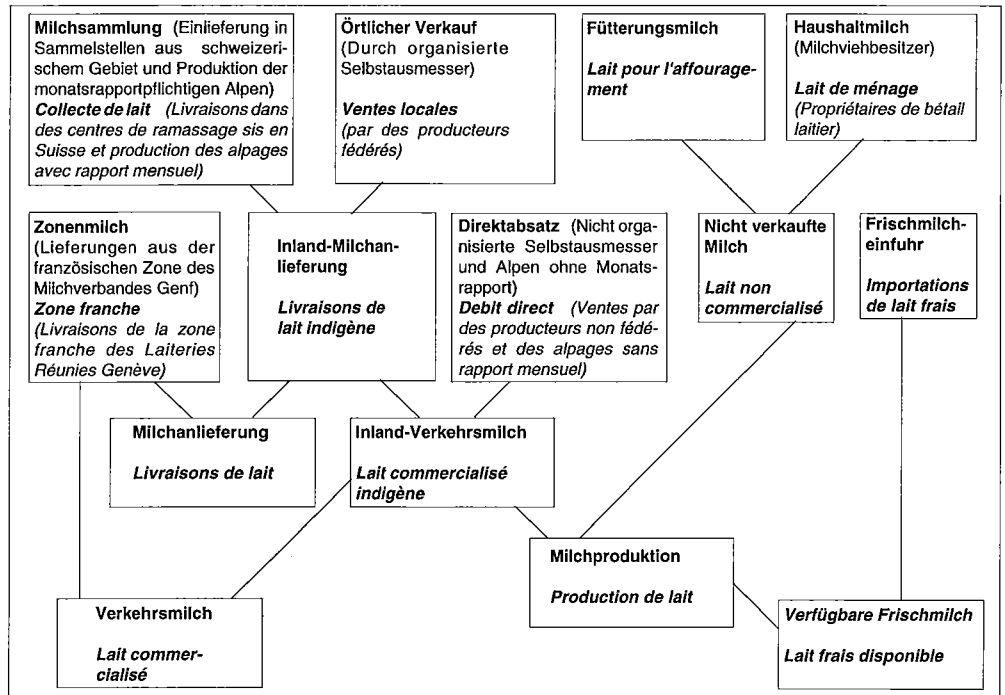 Milchsammlung (Einlieferung in
Sammelstellen aus schweizeri-
schem Gebiet und Produktion der
monatsrapportpflichtigen Alpen)
Collecte de lait (Livraisons dans
des centres de ramassage sis en
Suisse et production des alpages
avec rapport mensuel)
Örtlicher Verkauf
(Durch organisierte
Selbstausmesser)
Ventes locales
(par des producteurs
fédérés)
Fütterungsmilch
Lait pour l'affourage-
ment
Haushaltmilch
(Milchviehbesitzer)
Lait de ménage
(Propriétaires de bétail
laitier)
Zonenmilch
(Lieferungen aus der
französischen Zone des
Milchverbandes Genf)
Zone franche
(Livraisons de la zone
franche des Laiteries
Réunies Genève)
Inland-Milchan-
lieferung
Livraisons de
lait indigène
Direktabsatz (Nicht orga-
nisierte Selbstausmesser
und Alpen ohne Monats-
rapport)
Debit direct (Ventes par
des producteurs non fédé-
rés et des alpages sans
rapport mensuel)
Nicht verkaufte
Milch
Lait non
commercialisé
Frischmilch-
einfuhr
Importations
de lait frais
Milchanlieferung
Livraisons de lait
Inland-Verkehrsmilch
Lait commercialisé
indigène
Milchproduktion
Production de lait
Verkehrsmilch
Lait commer-
cialisé
Verfügbare Frischmilch
Lait frais disponible